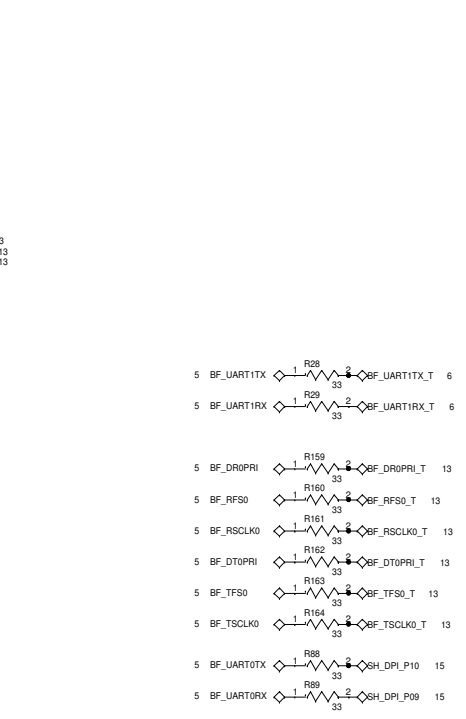 3
13
13
R28
5 BF_UART1TX 1 2 BF_UART1TX_T 6
33
R29
5 BF_UART1RX 1 2 BF_UART1RX_T 6
33
R159
5 BF_DR0PRI 1 2 BF_DR0PRI_T 13
33
R160
5 BF_RFS0 1 2 BF_RFS0_T 13
33
R161
5 BF_RSCLK0 1 2 BF_RSCLK0_T 13
33
R162
5 BF_DT0PRI 1 2 BF_DT0PRI_T 13
33
R163
5 BF_TFS0 1 2 BF_TFS0_T 13
33
R164
5 BF_TSCLK0 1 2 BF_TSCLK0_T 13
33
R88
5 BF_UART0TX 1 2 SH_DPI_P10 15
33
R89
5 BF_UART0RX 1 2 SH_DPI_P09 15
33